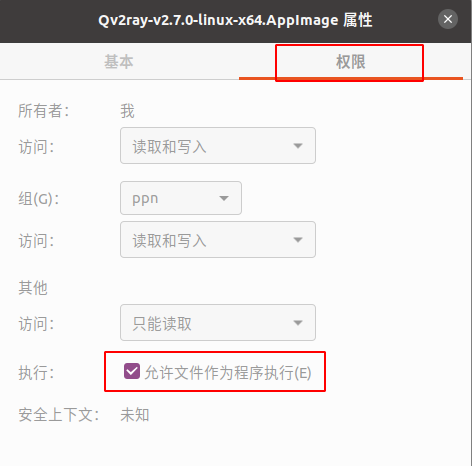 Qv2ray-v2.7.0-linux-x64.AppImage 属性
基本 权限
所有者： 我
访问： 读取和写入
组(G)： ppn
访问： 读取和写入
其他
访问： 只能读取
执行： 允许文件作为程序执行(E)
安全上下文： 未知